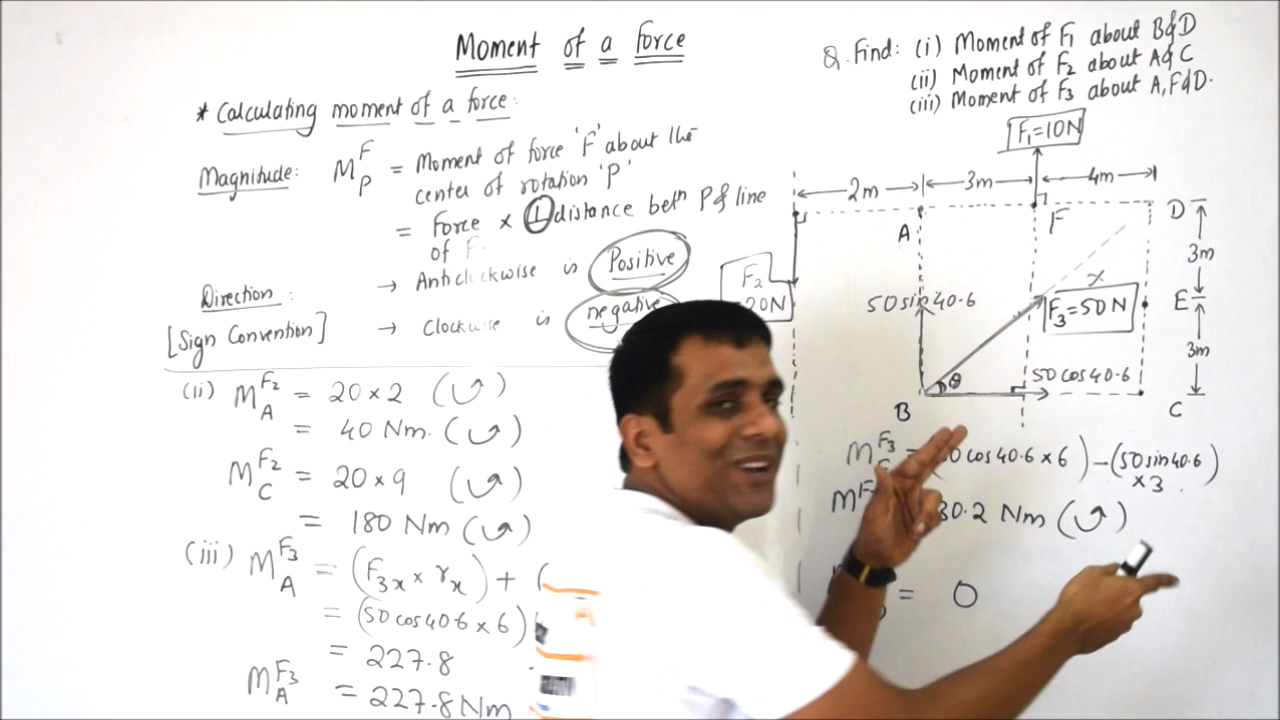 Moment of a force
* Calculating moment of a force:
Magnitude: M_P^F = Moment of force 'F' about the
center of rotation 'P'
= Force × ⊥ distance betn P & line
of F.
Direction: → Anticlockwise is Positive
[Sign Convention] → Clockwise is negative
(ii) M_A^F2 = 20 × 2 (↺)
= 40 Nm. (↺)
M_C^F2 = 20 × 9 (↺)
= 180 Nm (↺)
(iii) M_A^F3 = (F3x × rx) + (
= (50 cos 40.6 × 6)
= 227.8
M_A^F3 = 227.8 Nm
Q. Find: (i) Moment of F1 about B & D
(ii) Moment of F2 about A & C
(iii) Moment of F3 about A, F & D.
F1 = 10N
2m 3m 4m
A F D
3m
E
3m
C
B
F2
20N
50 sin 40.6
x
F3 = 50 N
θ
50 cos 40.6
M^F3 = 0 cos 40.6 × 6) − (50 sin 40.6
× 3
M^F 30.2 Nm (↺)
= 0